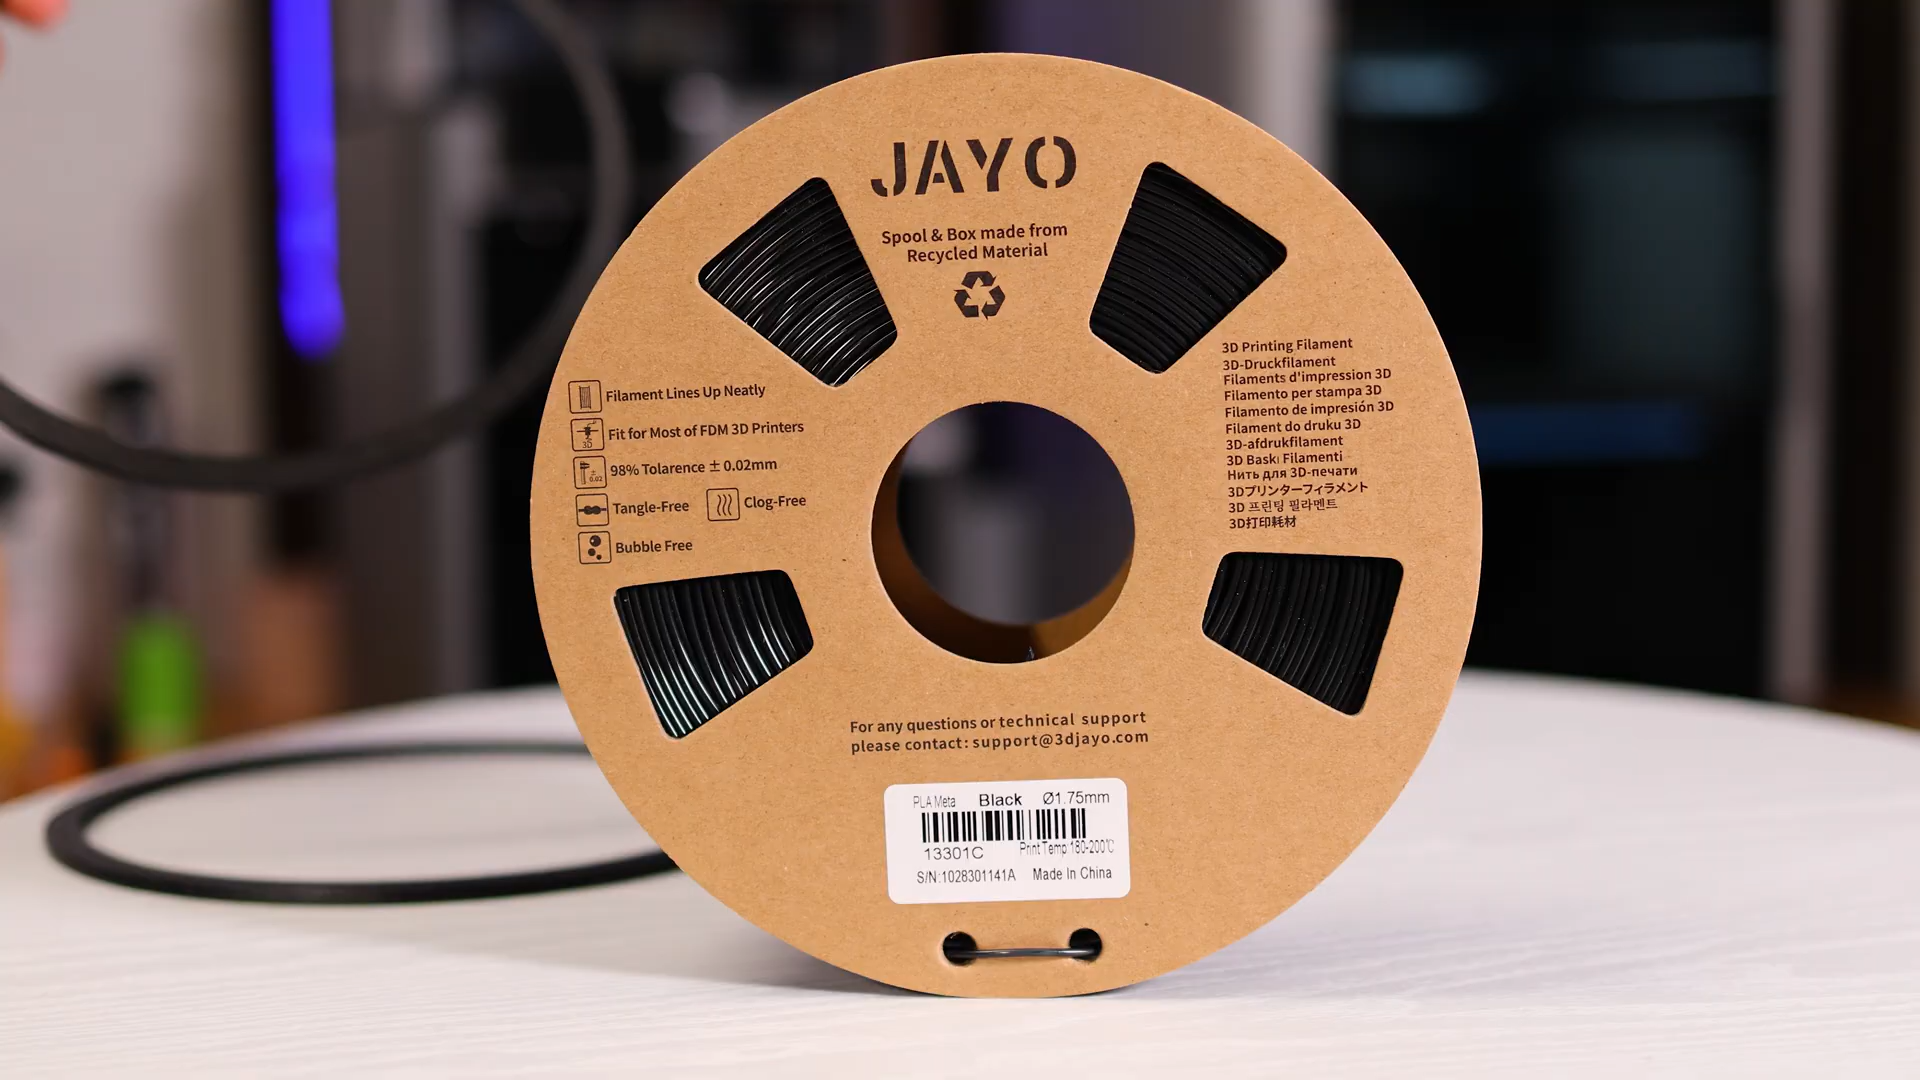 JAYO
Spool & Box made from
Recycled Material
Filament Lines Up Neatly
3D
Fit for Most of FDM 3D Printers
± 0.02
98% Tolarence ± 0.02mm
Tangle-Free
Clog-Free
Bubble Free
3D Printing Filament
3D-Druckfilament
Filaments d'impression 3D
Filamento per stampa 3D
Filamento de impresión 3D
Filament do druku 3D
3D-afdrukfilament
3D Baskı Filamenti
Нить для 3D-печати
3Dプリンターフィラメント
3D 프린팅 필라멘트
3D打印耗材
For any questions or technical support
please contact: support@3djayo.com
PLA Meta Black Ø1.75mm
13301C Print Temp:180-200℃
S/N:1028301141A Made In China